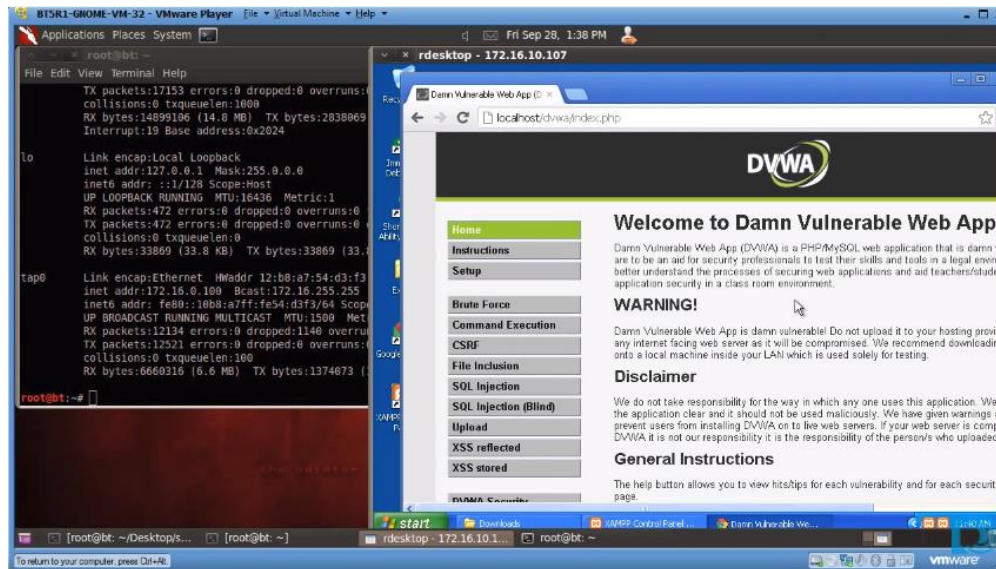 BT5R1-GNOME-VM-32 - VMware Player File Virtual Machine Help
Applications Places System
Fri Sep 28, 1:38 PM
root@bt: ~
File Edit View Terminal Help
TX packets:17153 errors:0 dropped:0 overruns:
collisions:0 txqueuelen:1000
RX bytes:14899106 (14.8 MB) TX bytes:2838069
Interrupt:19 Base address:0x2024
lo Link encap:Local Loopback
inet addr:127.0.0.1 Mask:255.0.0.0
inet6 addr: ::1/128 Scope:Host
UP LOOPBACK RUNNING MTU:16436 Metric:1
RX packets:472 errors:0 dropped:0 overruns:0
TX packets:472 errors:0 dropped:0 overruns:0
collisions:0 txqueuelen:0
RX bytes:33869 (33.8 KB) TX bytes:33869 (33.
tap0 Link encap:Ethernet HWaddr 12:b8:a7:54:d3:f3
inet addr:172.16.0.100 Bcast:172.16.255.255
inet6 addr: fe80::10b8:a7ff:fe54:d3f3/64 Scop
UP BROADCAST RUNNING MULTICAST MTU:1500 Met
RX packets:12134 errors:0 dropped:1140 overru
TX packets:12521 errors:0 dropped:0 overruns:
collisions:0 txqueuelen:100
RX bytes:6660316 (6.6 MB) TX bytes:1374073 (
root@bt:~#
rdesktop - 172.16.10.107
Damn Vulnerable Web App (D
localhost/dvwa/index.php
DVWA
Home
Instructions
Setup
Brute Force
Command Execution
CSRF
File Inclusion
SQL Injection
SQL Injection (Blind)
Upload
XSS reflected
XSS stored
DVWA Security
Welcome to Damn Vulnerable Web App
Damn Vulnerable Web App (DVWA) is a PHP/MySQL web application that is damn
are to be an aid for security professionals to test their skills and tools in a legal envir
better understand the processes of securing web applications and aid teachers/stude
application security in a class room environment.
WARNING!
Damn Vulnerable Web App is damn vulnerable! Do not upload it to your hosting provi
any internet facing web server as it will be compromised. We recommend downloadin
onto a local machine inside your LAN which is used solely for testing.
Disclaimer
We do not take responsibility for the way in which any one uses this application. We
the application clear and it should not be used maliciously. We have given warnings
prevent users from installing DVWA on to live web servers. If your web server is comp
DVWA it is not our responsibility it is the responsibility of the person/s who uploaded
General Instructions
The help button allows you to view hits/tips for each vulnerability and for each securit
page.
start Downloads XAMPP Control Panel ... Damn Vulnerable We...
[root@bt: ~/Desktop/s... [root@bt: ~] rdesktop - 172.16.10.1... root@bt: ~
To return to your computer, press Ctrl+Alt.
vmware